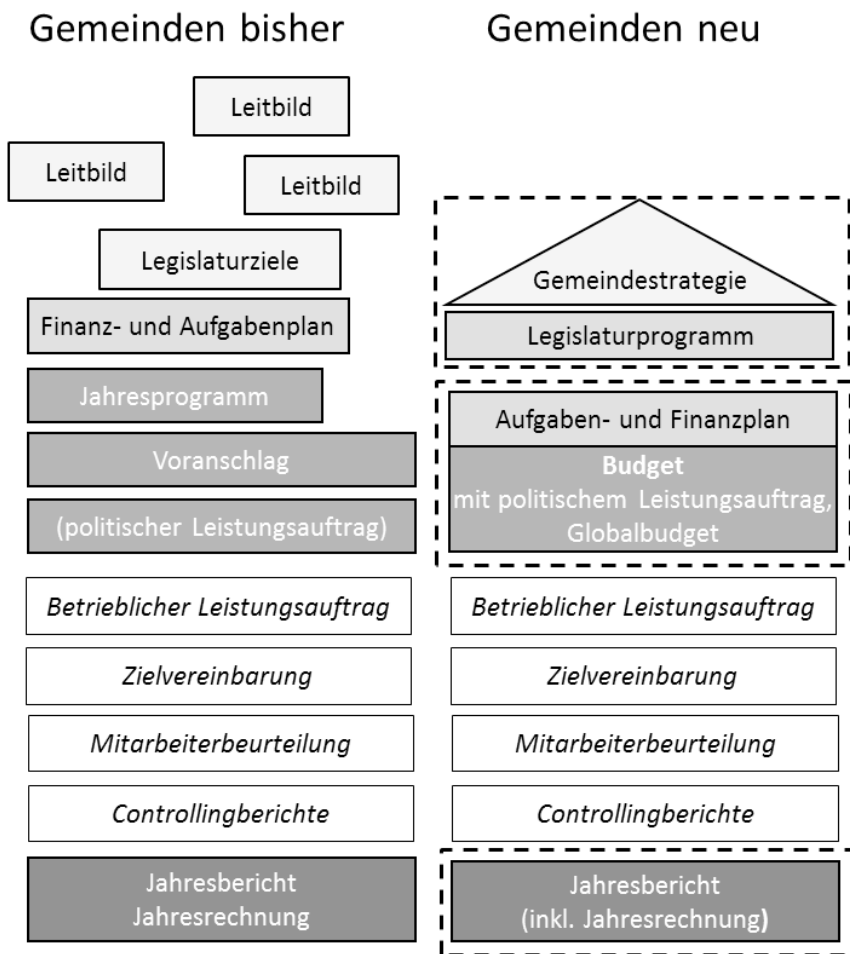 Gemeinden bisher
Leitbild
Leitbild
Leitbild
Legislaturziele
Finanz- und Aufgabenplan
Jahresprogramm
Voranschlag
(politischer Leistungsauftrag)
Betrieblicher Leistungsauftrag
Zielvereinbarung
Mitarbeiterbeurteilung
Controllingberichte
Jahresbericht
Jahresrechnung
Gemeinden neu
Gemeindestrategie
Legislaturprogramm
Aufgaben- und Finanzplan
Budget
mit politischem Leistungsauftrag,
Globalbudget
Betrieblicher Leistungsauftrag
Zielvereinbarung
Mitarbeiterbeurteilung
Controllingberichte
Jahresbericht
(inkl. Jahresrechnung)